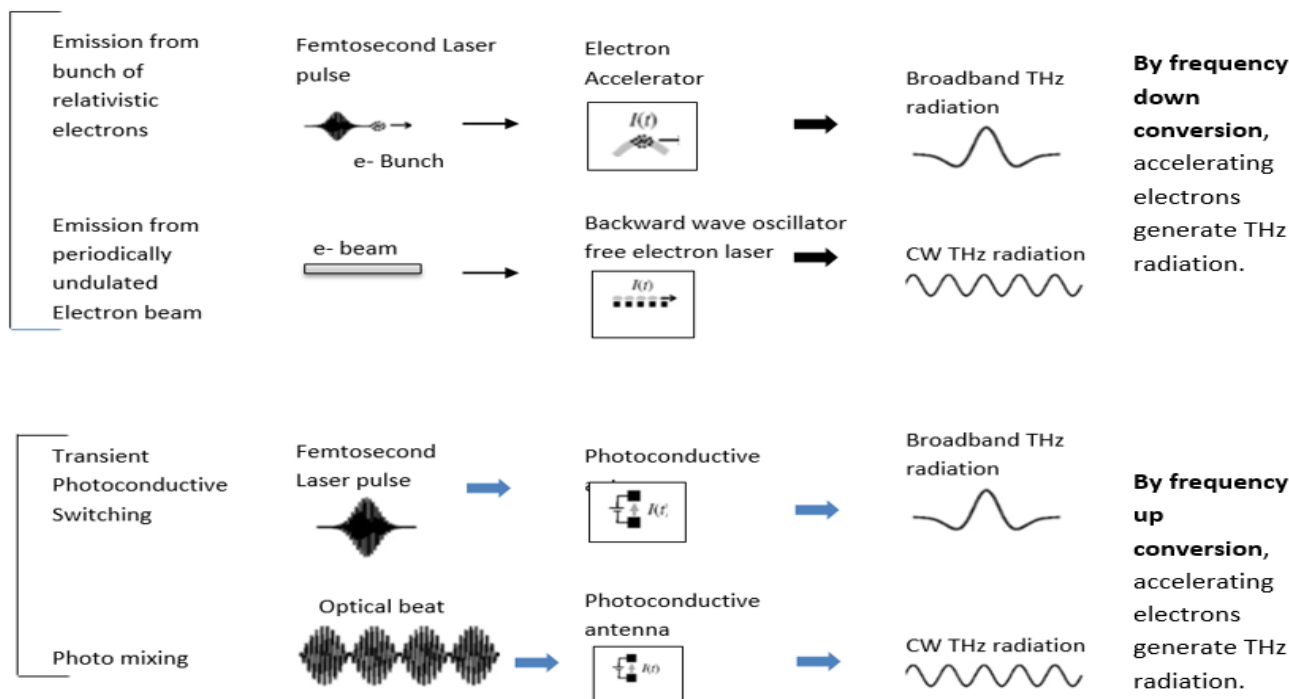 Emission from
bunch of
relativistic
electrons
Femtosecond Laser
pulse
e- Bunch
Electron
Accelerator
I(t)
Broadband THz
radiation
By frequency
down
conversion,
accelerating
electrons
generate THz
radiation.
Emission from
periodically
undulated
Electron beam
e- beam
Backward wave oscillator
free electron laser
I(t)
CW THz radiation
Transient
Photoconductive
Switching
Femtosecond
Laser pulse
Photoconductive
I(t)
Broadband THz
radiation
By frequency
up
conversion,
accelerating
electrons
generate THz
radiation.
Photo mixing
Optical beat
Photoconductive
antenna
I(t)
CW THz radiation